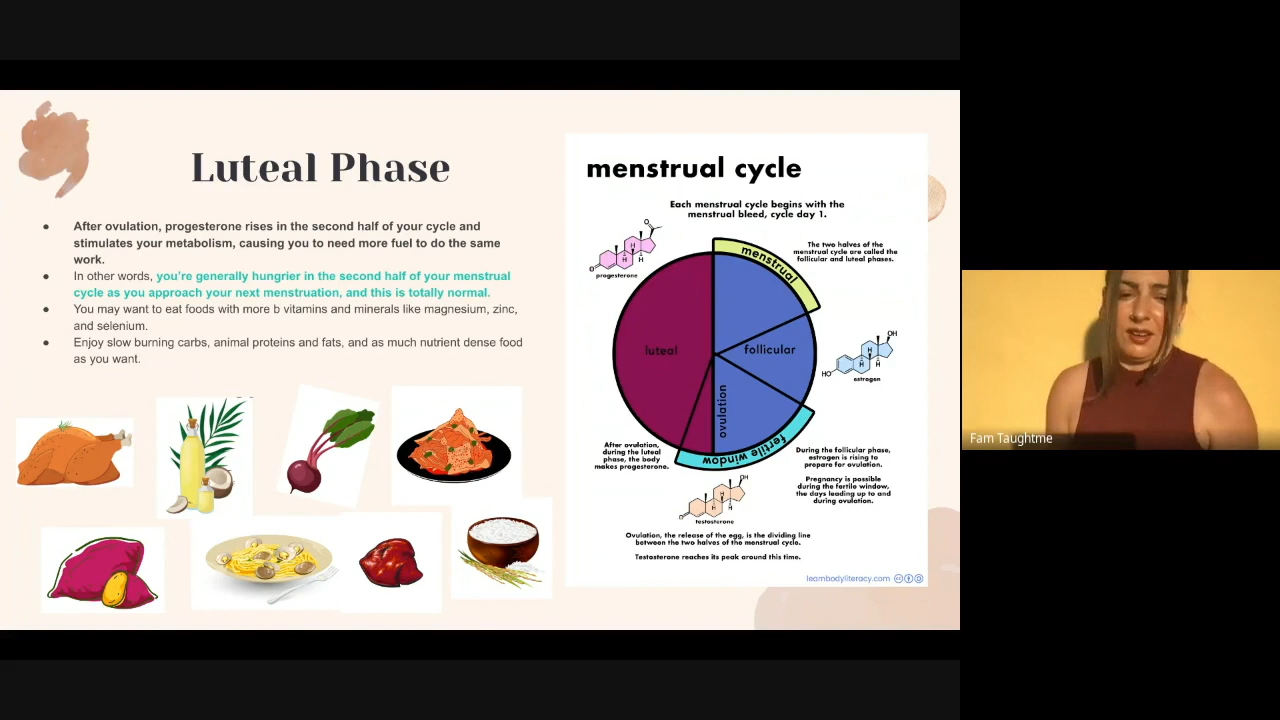 Luteal Phase
After ovulation, progesterone rises in the second half of your cycle and
stimulates your metabolism, causing you to need more fuel to do the same
work.
In other words, you're generally hungrier in the second half of your menstrual
cycle as you approach your next menstruation, and this is totally normal.
You may want to eat foods with more b vitamins and minerals like magnesium, zinc,
and selenium.
Enjoy slow burning carbs, animal proteins and fats, and as much nutrient dense food
as you want.
menstrual cycle
Each menstrual cycle begins with the
menstrual bleed, cycle day 1.
O
O
H
H
H
progesterone
menstrual
The two halves of the
menstrual cycle are called the
follicular and luteal phases.
luteal
follicular
ovulation
OH
H
H
H
HO
estrogen
fertile window
After ovulation,
during the luteal
phase, the body
makes progesterone.
During the follicular phase,
estrogen is rising to
prepare for ovulation.
Pregnancy is possible
during the fertile window,
the days leading up to and
during ovulation.
OH
H
H
H
O
testosterone
Ovulation, the release of the egg, is the dividing line
between the two halves of the menstrual cycle.
Testosterone reaches its peak around this time.
learnbodyliteracy.com
Fam Taughtme